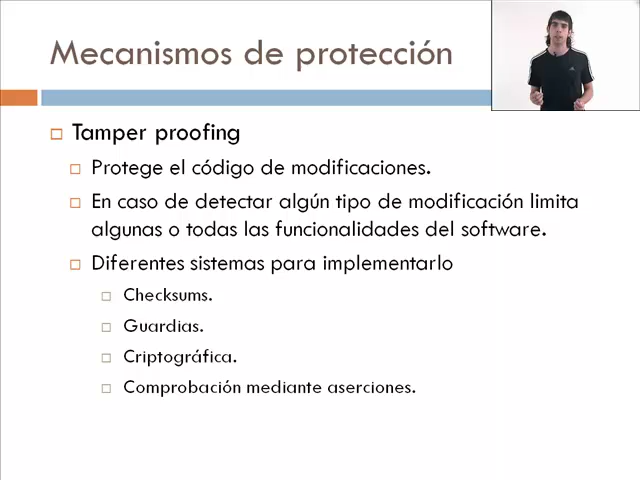 Mecanismos de protección
Tamper proofing
Protege el código de modificaciones.
En caso de detectar algún tipo de modificación limita
algunas o todas las funcionalidades del software.
Diferentes sistemas para implementarlo
Checksums.
Guardias.
Criptográfica.
Comprobación mediante aserciones.